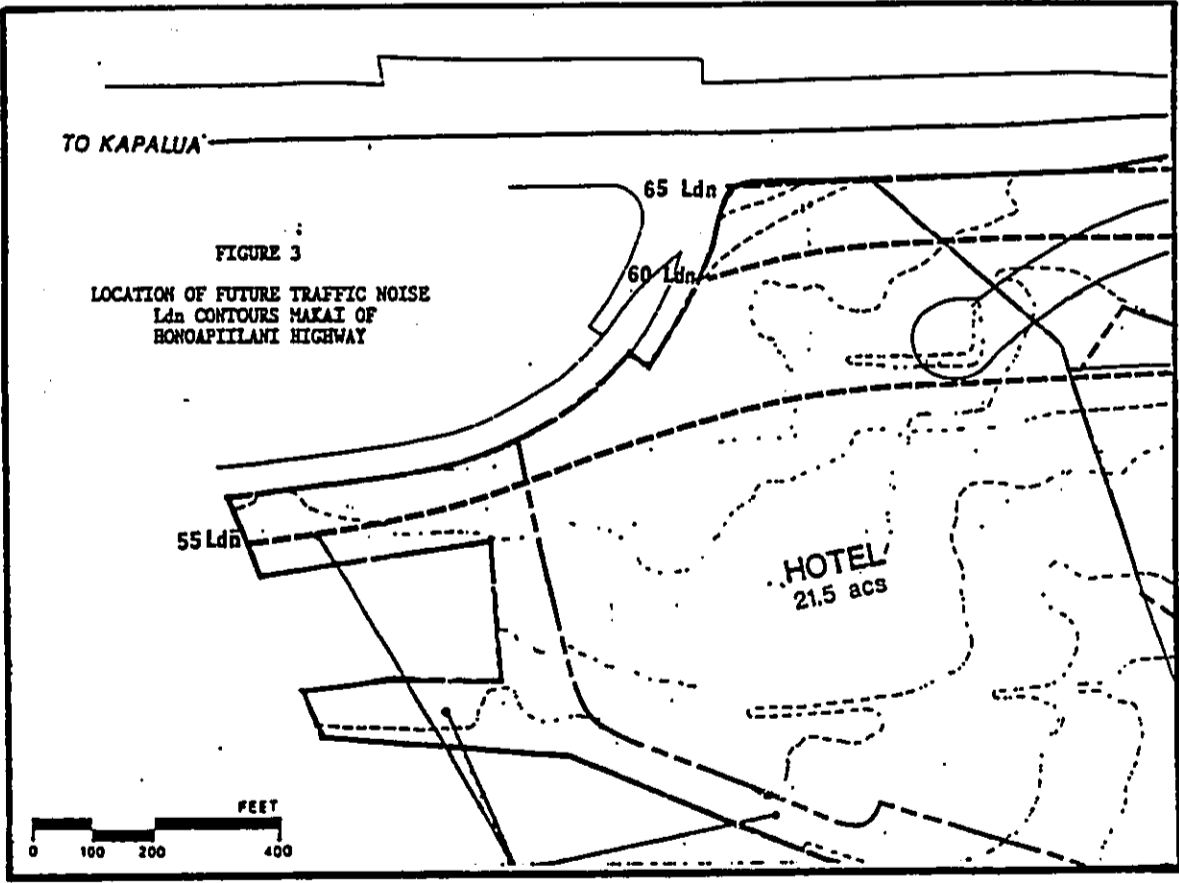 TO KAPALUA
65 Ldn
FIGURE 3
60 Ldn
LOCATION OF FUTURE TRAFFIC NOISE
Ldn CONTOURS MAKAI OF
HONOAPIILANI HIGHWAY
55 Ldn
HOTEL
21.5 acs
FEET
0 100 200 400